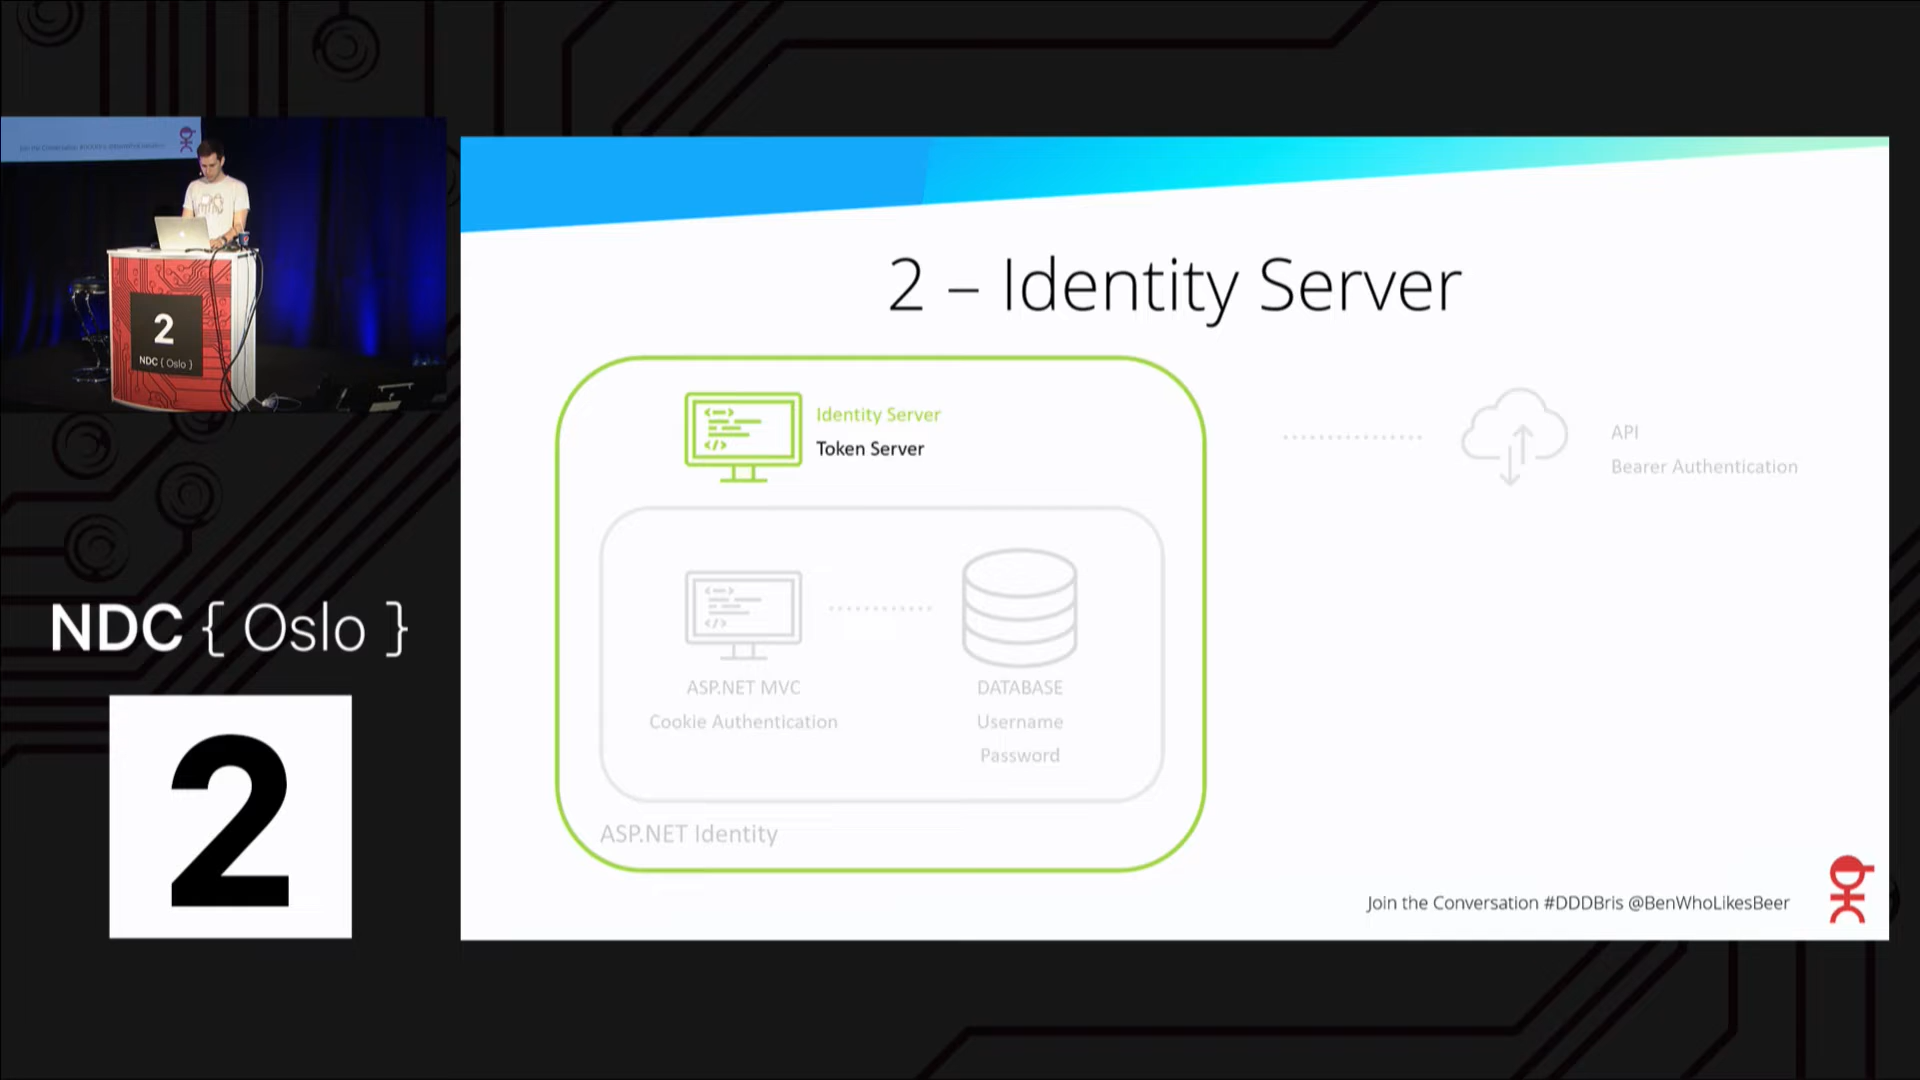 2 – Identity Server
Identity Server
Token Server
API
Bearer Authentication
ASP.NET MVC
Cookie Authentication
DATABASE
Username
Password
ASP.NET Identity
Join the Conversation #DDDBris @BenWhoLikesBeer
2
NDC { Oslo }
NDC { Oslo }
2